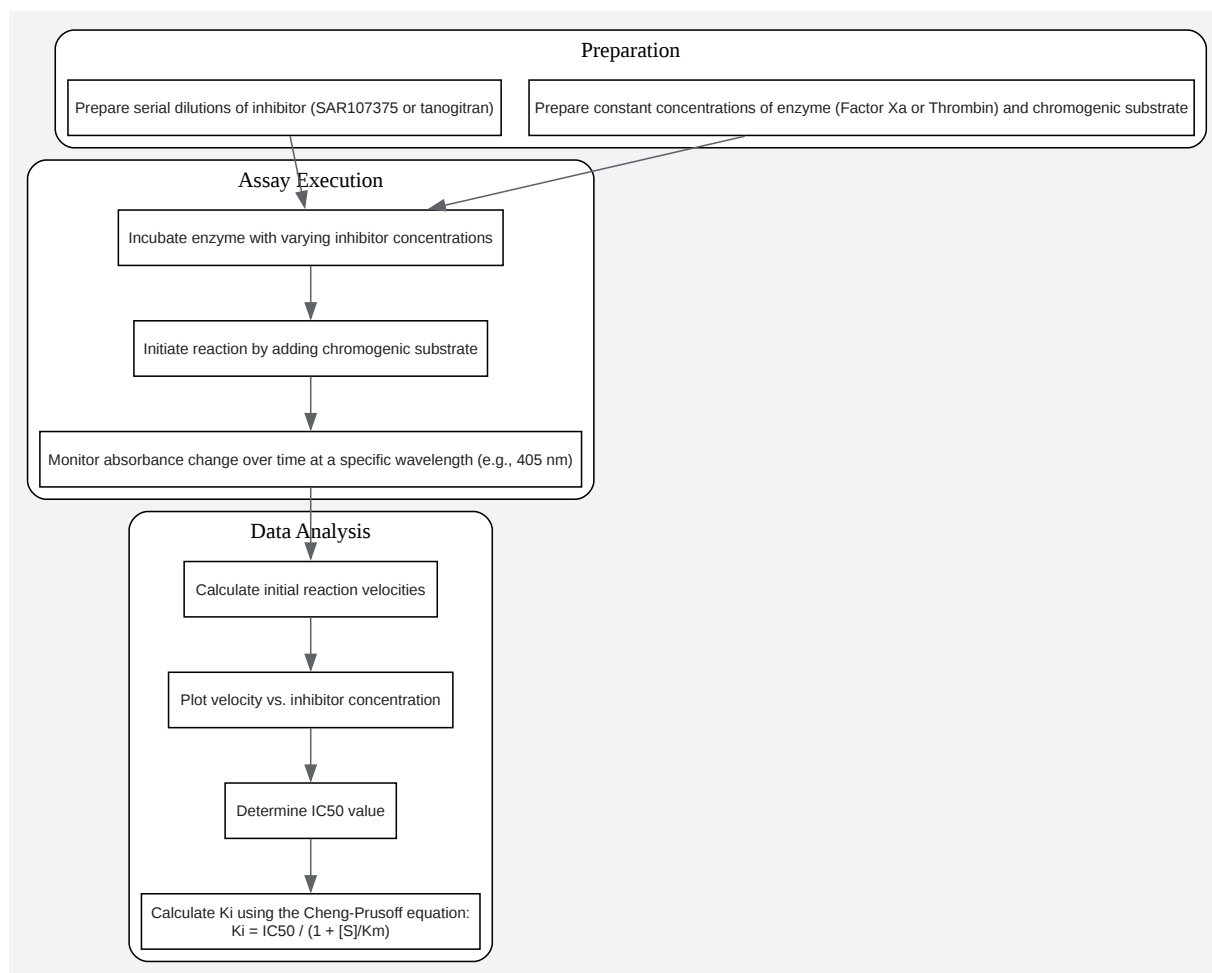 Preparation
Prepare serial dilutions of inhibitor (SAR107375 or tanogitran)
Prepare constant concentrations of enzyme (Factor Xa or Thrombin) and chromogenic substrate
Assay Execution
Incubate enzyme with varying inhibitor concentrations
Initiate reaction by adding chromogenic substrate
Monitor absorbance change over time at a specific wavelength (e.g., 405 nm)
Data Analysis
Calculate initial reaction velocities
Plot velocity vs. inhibitor concentration
Determine IC50 value
Calculate Ki using the Cheng-Prusoff equation:
Ki = IC50 / (1 + [S]/Km)